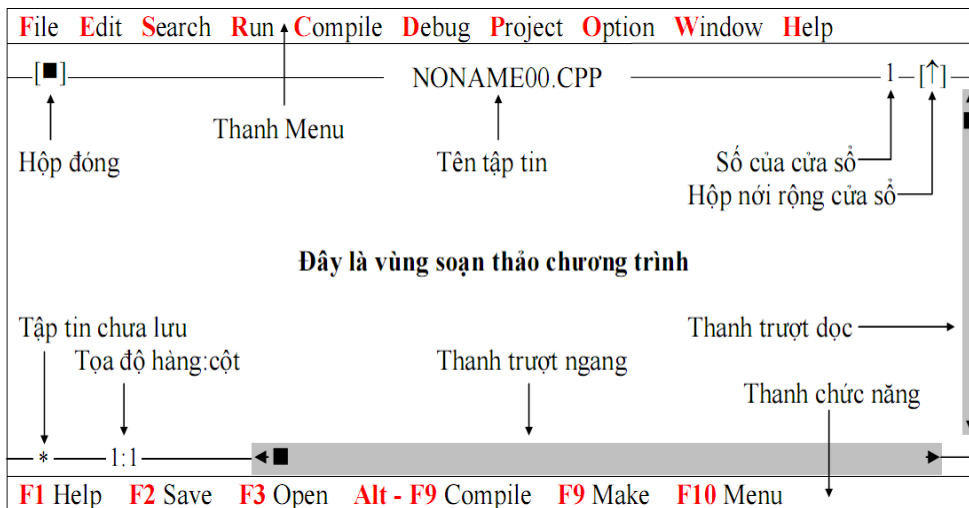 File Edit Search Run Compile Debug Project Option Window Help
[■] NONAME00.CPP 1 [↑]
Thanh Menu
Hộp đóng Tên tập tin Số của cửa sổ
Hộp nới rộng cửa sổ
Đây là vùng soạn thảo chương trình
Tập tin chưa lưu Thanh trượt dọc
Tọa độ hàng:cột Thanh trượt ngang
Thanh chức năng
* 1:1
F1 Help F2 Save F3 Open Alt - F9 Compile F9 Make F10 Menu